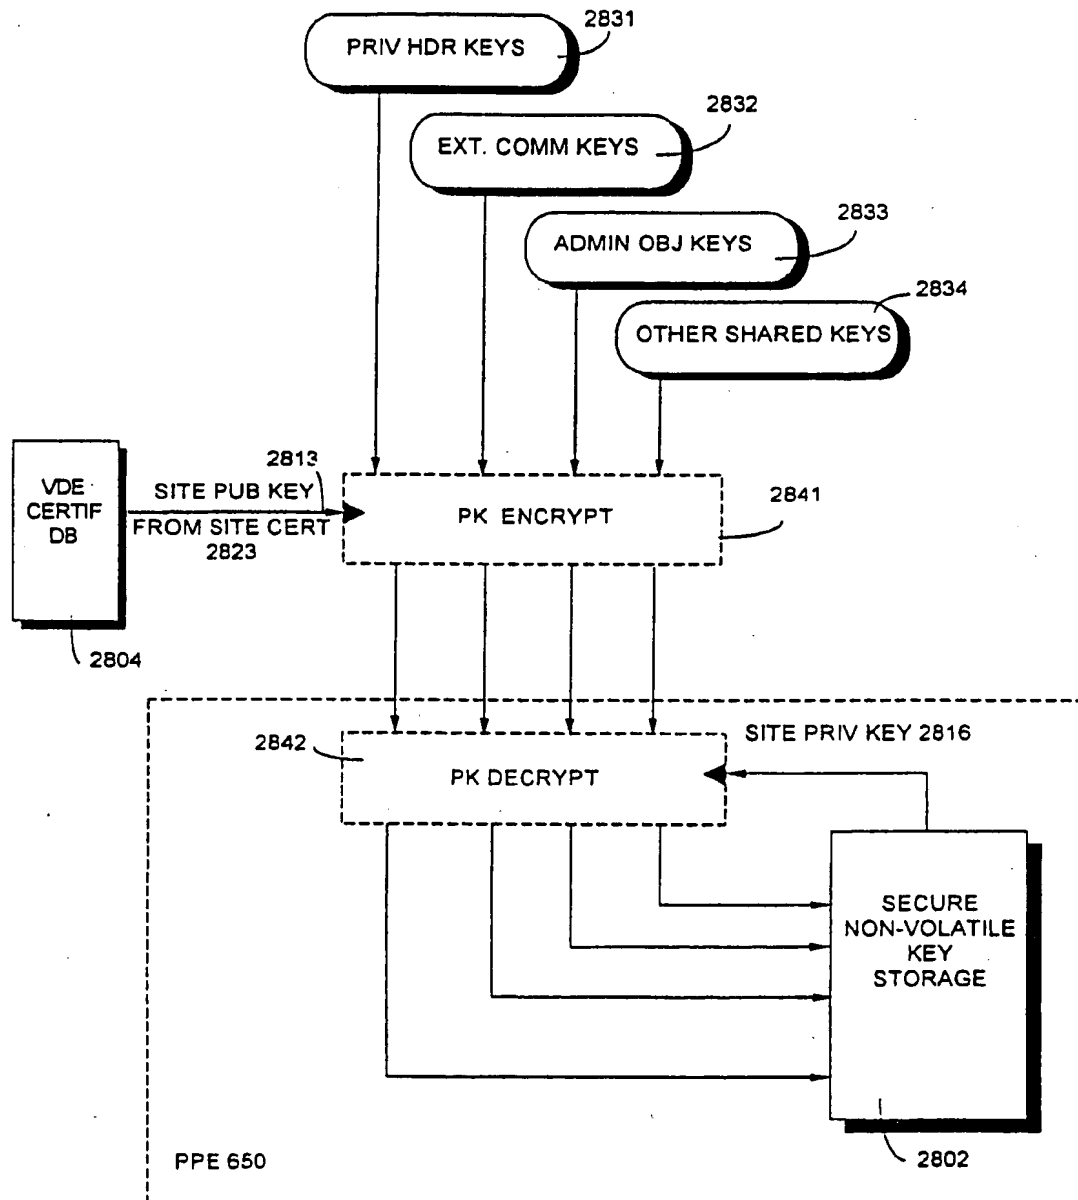 2831
PRIV HDR KEYS
2832
EXT. COMM KEYS
2833
ADMIN OBJ KEYS
2834
OTHER SHARED KEYS
VDE
CERTIF
DB
2804
2813
SITE PUB KEY
FROM SITE CERT
2823
PK ENCRYPT
2841
2842
PK DECRYPT
SITE PRIV KEY 2816
SECURE
NON-VOLATILE
KEY
STORAGE
2802
PPE 650